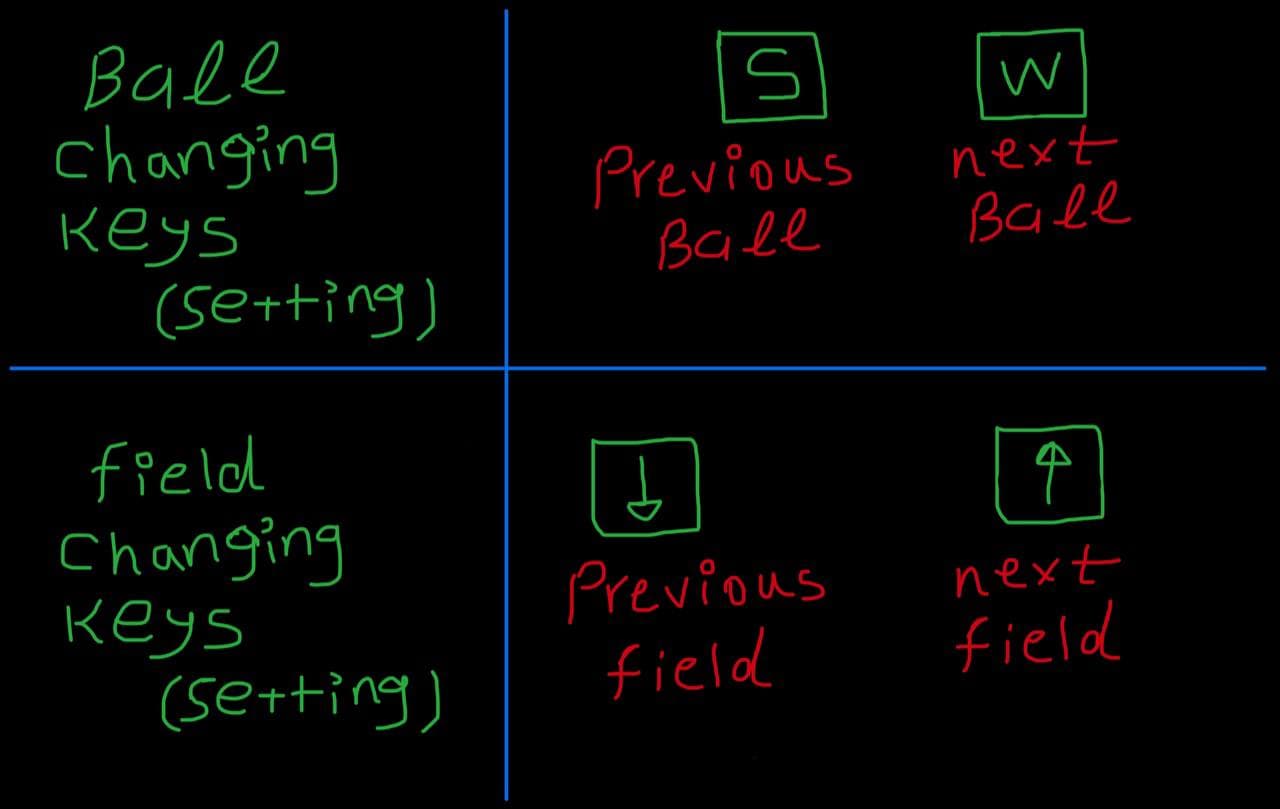 Ball
Changing
Keys
(setting)
S
Previous
Ball
W
next
Ball
field
Changing
Keys
(setting)
↓
Previous
field
↑
next
field